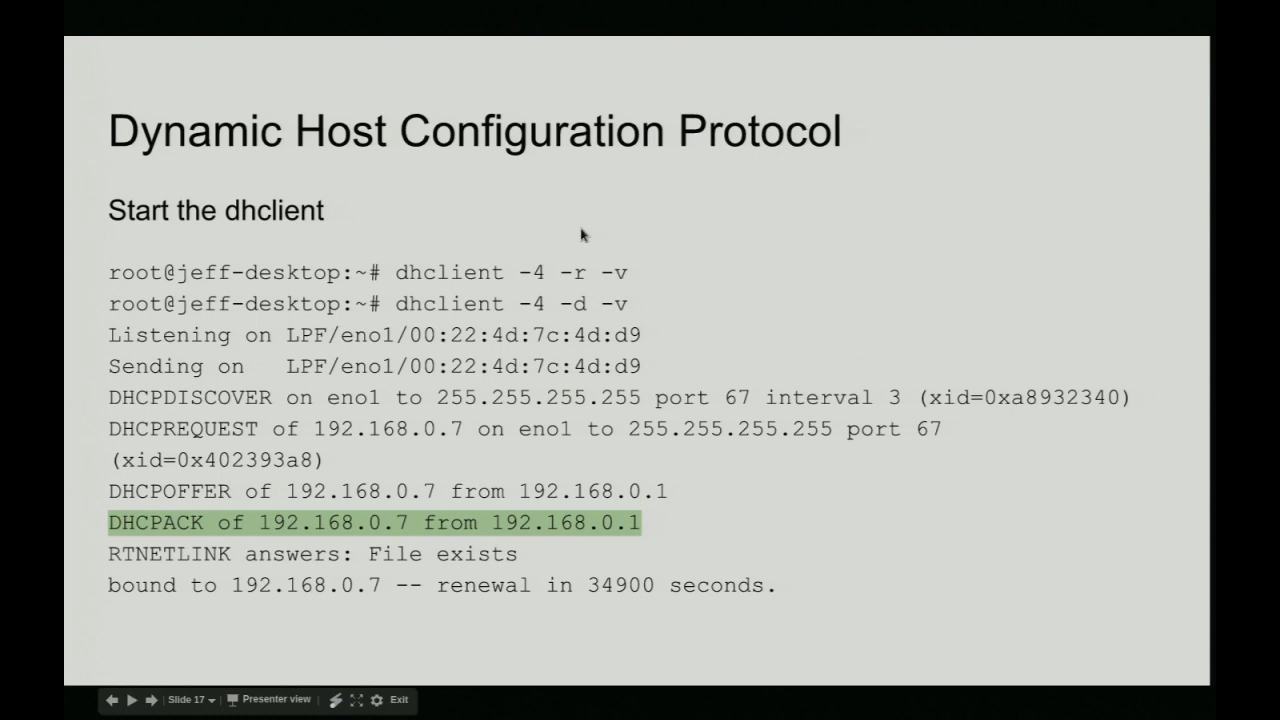 Dynamic Host Configuration Protocol
Start the dhclient
root@jeff-desktop:~# dhclient -4 -r -v
root@jeff-desktop:~# dhclient -4 -d -v
Listening on LPF/eno1/00:22:4d:7c:4d:d9
Sending on   LPF/eno1/00:22:4d:7c:4d:d9
DHCPDISCOVER on eno1 to 255.255.255.255 port 67 interval 3 (xid=0xa8932340)
DHCPREQUEST of 192.168.0.7 on eno1 to 255.255.255.255 port 67
(xid=0x402393a8)
DHCPOFFER of 192.168.0.7 from 192.168.0.1
DHCPACK of 192.168.0.7 from 192.168.0.1
RTNETLINK answers: File exists
bound to 192.168.0.7 -- renewal in 34900 seconds.
Slide 17 Presenter view Exit